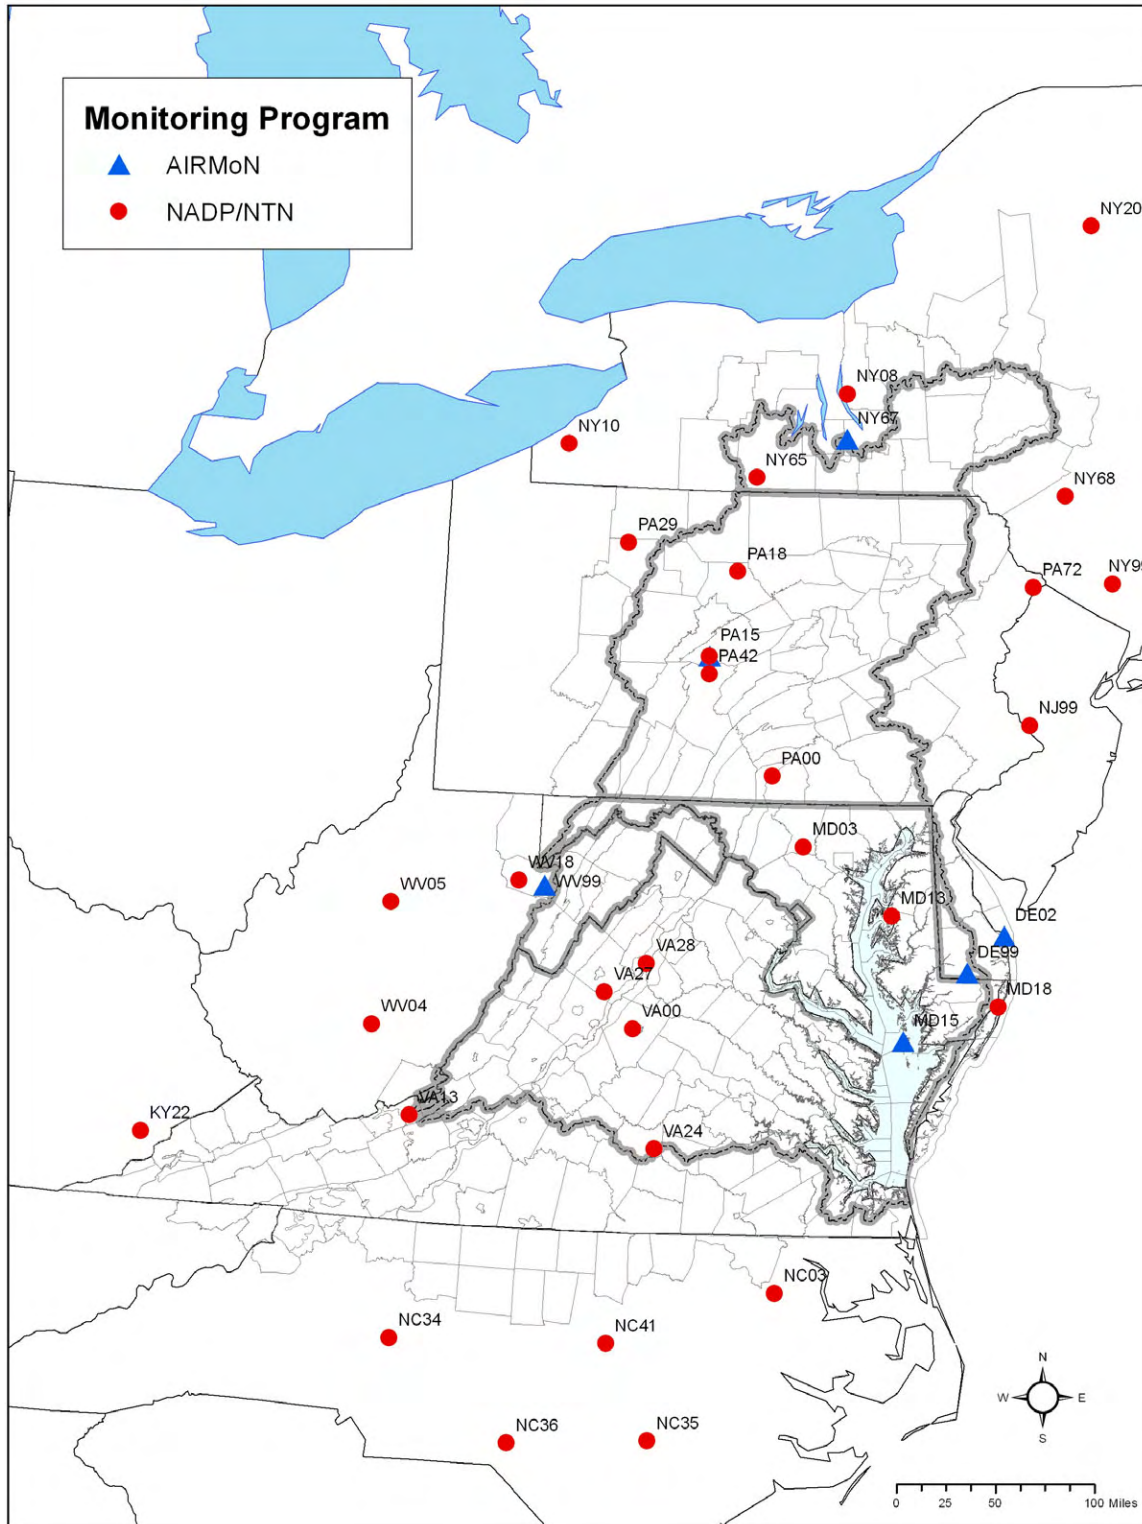 Monitoring Program
AIRMoN
NADP/NTN
NY20
NY08
NY67
NY10
NY65
NY68
PA29
PA18
PA72
NY99
PA15
PA42
NJ99
PA00
MD03
WV18
WV99
WV05
MD13
DE02
DE99
VA28
VA27
MD18
VA00
MD15
WV04
VA13
KY22
VA24
NC03
NC34
NC41
NC36
NC35
N
W E
S
0 25 50 100 Miles